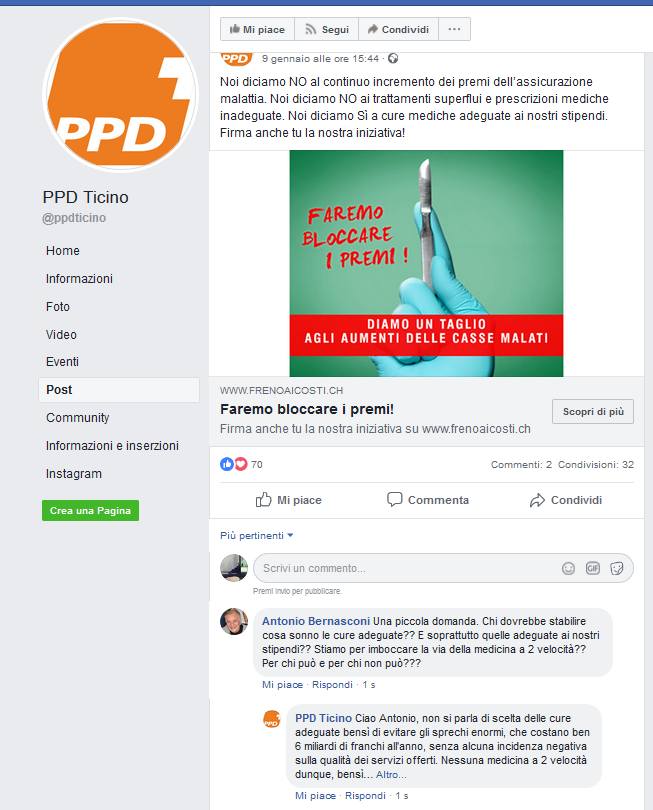 PPD
PPD Ticino
@ppdticino
Home
Informazioni
Foto
Video
Eventi
Post
Community
Informazioni e inserzioni
Instagram
Crea una Pagina
Mi piace Segui Condividi ...
PPD 9 gennaio alle ore 15:44 ·
Noi diciamo NO al continuo incremento dei premi dell'assicurazione
malattia. Noi diciamo NO ai trattamenti superflui e prescrizioni mediche
inadeguate. Noi diciamo Sì a cure mediche adeguate ai nostri stipendi.
Firma anche tu la nostra iniziativa!
FAREMO
BLOCCARE
I PREMI !
DIAMO UN TAGLIO
AGLI AUMENTI DELLE CASSE MALATI
WWW.FRENOAICOSTI.CH
Faremo bloccare i premi!
Firma anche tu la nostra iniziativa su www.frenoaicosti.ch
Scopri di più
70 Commenti: 2 Condivisioni: 32
Mi piace Commenta Condividi
Più pertinenti
Scrivi un commento... GIF
Premi Invio per pubblicare.
Antonio Bernasconi Una piccola domanda. Chi dovrebbe stabilire
cosa sonno le cure adeguate?? E soprattutto quelle adeguate ai nostri
stipendi?? Stiamo per imboccare la via della medicina a 2 velocità??
Per chi può e per chi non può???
Mi piace · Rispondi · 1 s
PPD
PPD Ticino Ciao Antonio, non si parla di scelta delle cure
adeguate bensì di evitare gli sprechi enormi, che costano ben
6 miliardi di franchi all'anno, senza alcuna incidenza negativa
sulla qualità dei servizi offerti. Nessuna medicina a 2 velocità
dunque, bensì... Altro...
Mi piace · Rispondi · 1 s